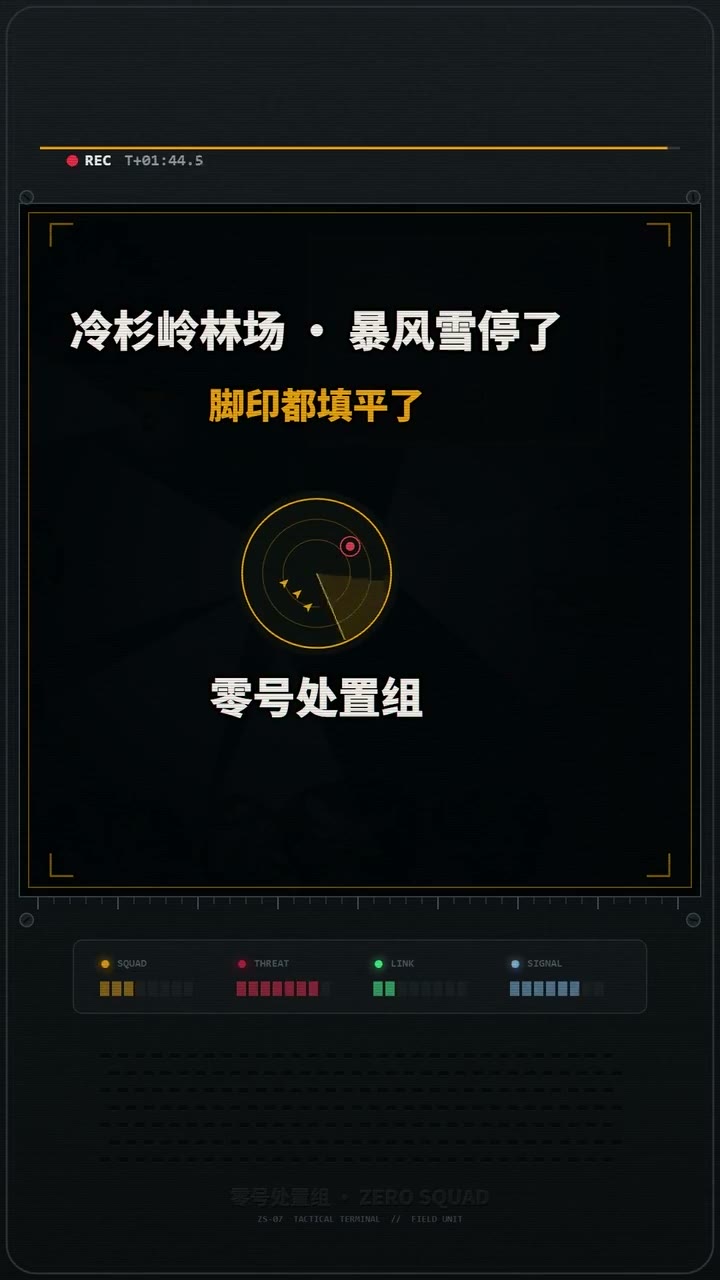 REC T+01:44.5
冷杉岭林场 · 暴风雪停了
脚印都填平了
零号处置组
SQUAD THREAT LINK SIGNAL
零号处置组 · ZERO SQUAD
ZS-07 TACTICAL TERMINAL // FIELD UNIT